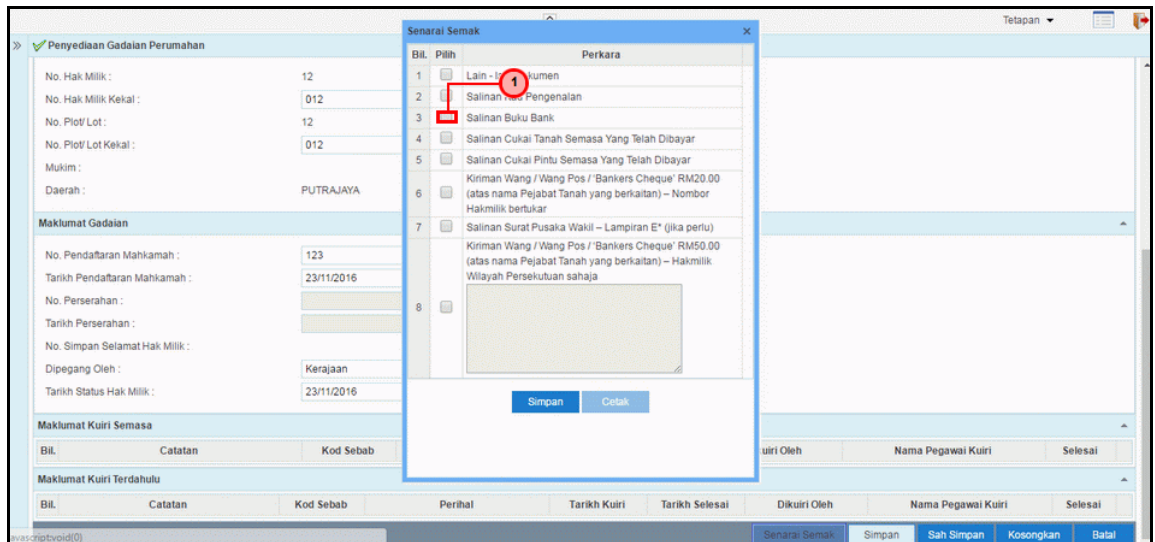 Tetapan
Penyediaan Gadaian Perumahan
No. Hak Milik : 12
No. Hak Milik Kekal : 012
No. Plot/ Lot : 12
No. Plot/ Lot Kekal : 012
Mukim :
Daerah : PUTRAJAYA
Maklumat Gadaian
No. Pendaftaran Mahkamah : 123
Tarikh Pendaftaran Mahkamah : 23/11/2016
No. Perserahan :
Tarikh Perserahan :
No. Simpan Selamat Hak Milik :
Dipegang Oleh : Kerajaan
Tarikh Status Hak Milik : 23/11/2016
Senarai Semak
Bil. Pilih Perkara
1 Lain -
2 Salinan Pengenalan
1
3 Salinan Buku Bank
4 Salinan Cukai Tanah Semasa Yang Telah Dibayar
5 Salinan Cukai Pintu Semasa Yang Telah Dibayar
6 Kiriman Wang / Wang Pos / 'Bankers Cheque' RM20.00
(atas nama Pejabat Tanah yang berkaitan) – Nombor
Hakmilik bertukar
7 Salinan Surat Pusaka Wakil – Lampiran E* (jika perlu)
Kiriman Wang / Wang Pos / 'Bankers Cheque' RM50.00
(atas nama Pejabat Tanah yang berkaitan) – Hakmilik
Wilayah Persekutuan sahaja
8
Simpan Cetak
Maklumat Kuiri Semasa
Bil. Catatan Kod Sebab uiri Oleh Nama Pegawai Kuiri Selesai
Maklumat Kuiri Terdahulu
Bil. Catatan Kod Sebab Perihal Tarikh Kuiri Tarikh Selesai Dikuiri Oleh Nama Pegawai Kuiri Selesai
avascript:void(0)
Senarai Semak Simpan Sah Simpan Kosongkan Batal